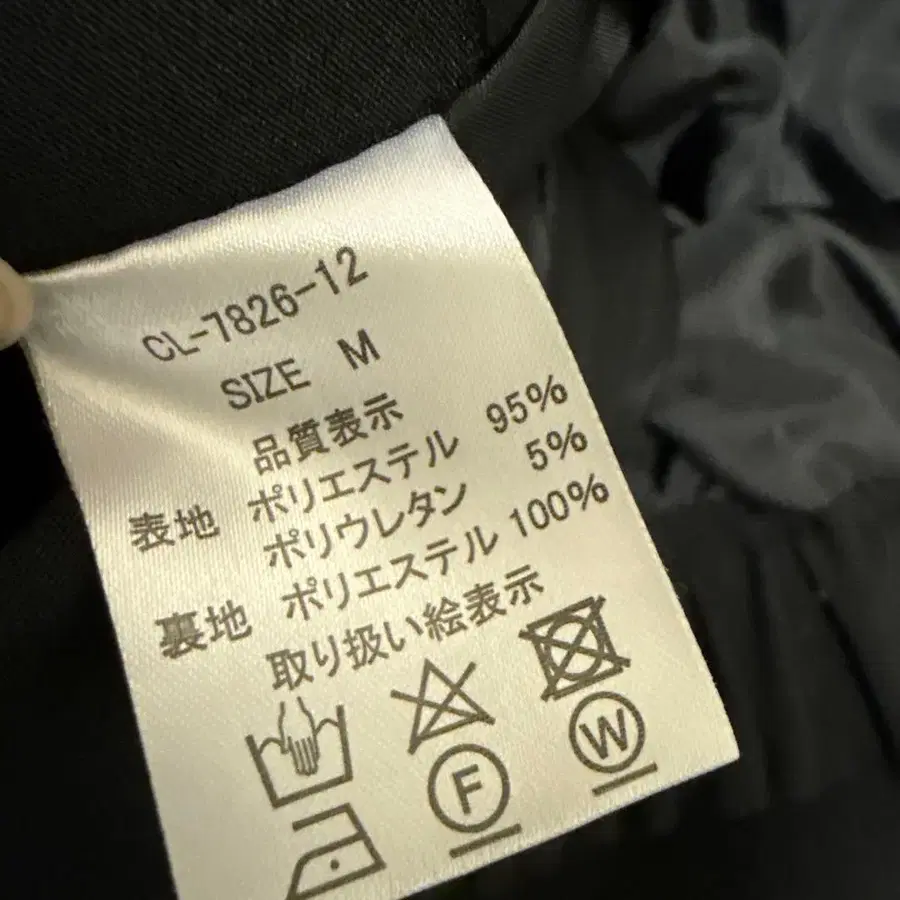 CL-7826-12
SIZE M
品質表示
表地 ポリエステル 95%
ポリウレタン 5%
裏地 ポリエステル 100%
取り扱い絵表示
F
W